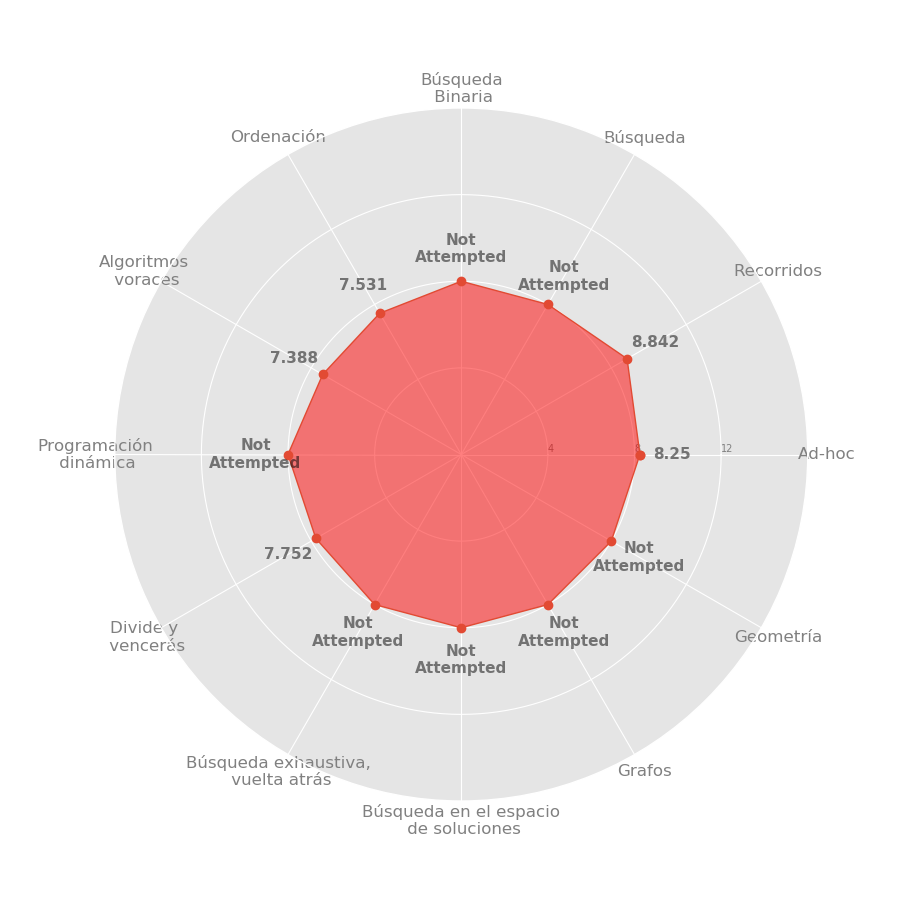 Búsqueda
Binaria
Ordenación
Búsqueda
Not
Attempted
Not
Attempted
Algoritmos
voraces
Recorridos
7.531
8.842
7.388
Programación
dinámica
Not
Attempted
4
8
12
8.25
Ad-hoc
7.752
Not
Attempted
Divide y
vencerás
Not
Attempted
Not
Attempted
Not
Attempted
Geometría
Búsqueda exhaustiva,
vuelta atrás
Grafos
Búsqueda en el espacio
de soluciones